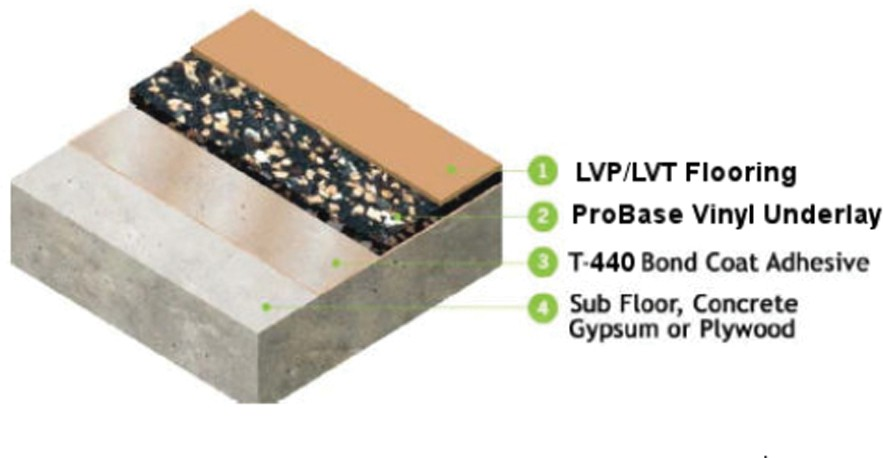 1 LVP/LVT Flooring
2 ProBase Vinyl Underlay
3 T-440 Bond Coat Adhesive
4 Sub Floor, Concrete
Gypsum or Plywood